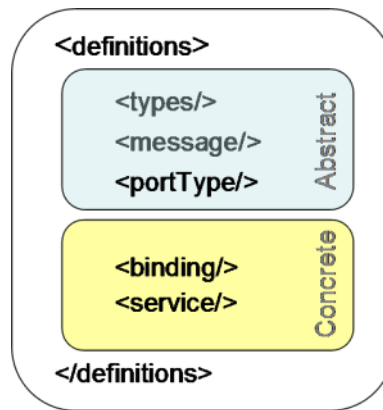 <definitions>
<types/>
<message/>
<portType/>
Abstract
<binding/>
<service/>
Concrete
</definitions>